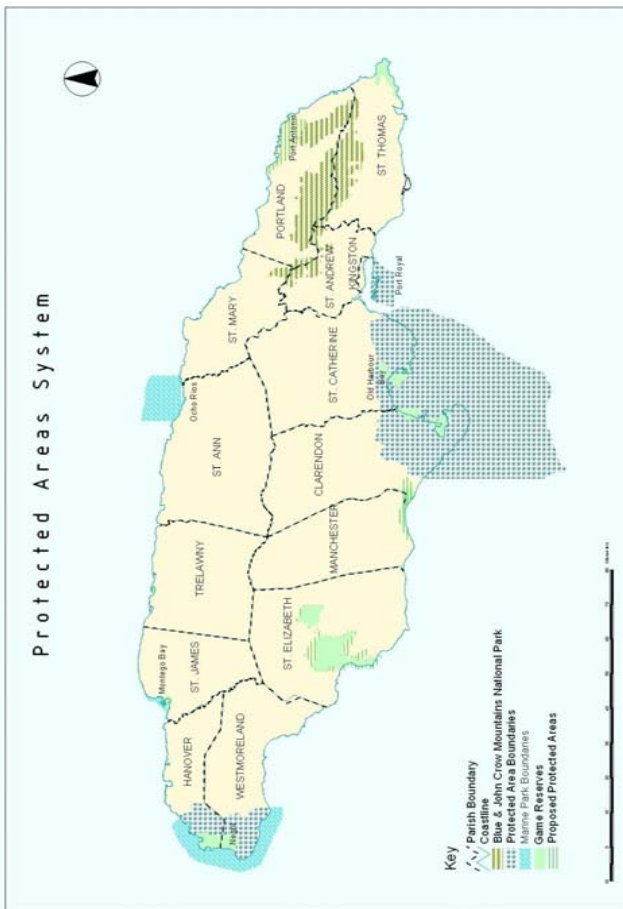 Protected Areas System
HANOVER
Montego Bay
ST. JAMES
TRELAWNY
ST. ANN
Ocho Rios
ST. MARY
PORTLAND
Port Antonio
WESTMORELAND
ST. ELIZABETH
MANCHESTER
CLARENDON
ST. CATHERINE
Old Harbour
Bay
ST. ANDREW
KINGSTON
Port Royal
ST. THOMAS
Key
Parish Boundary
Coastline
Blue & John Crow Mountains National Park
Protected Area Boundaries
Marine Park Boundaries
Game Reserves
Proposed Protected Areas